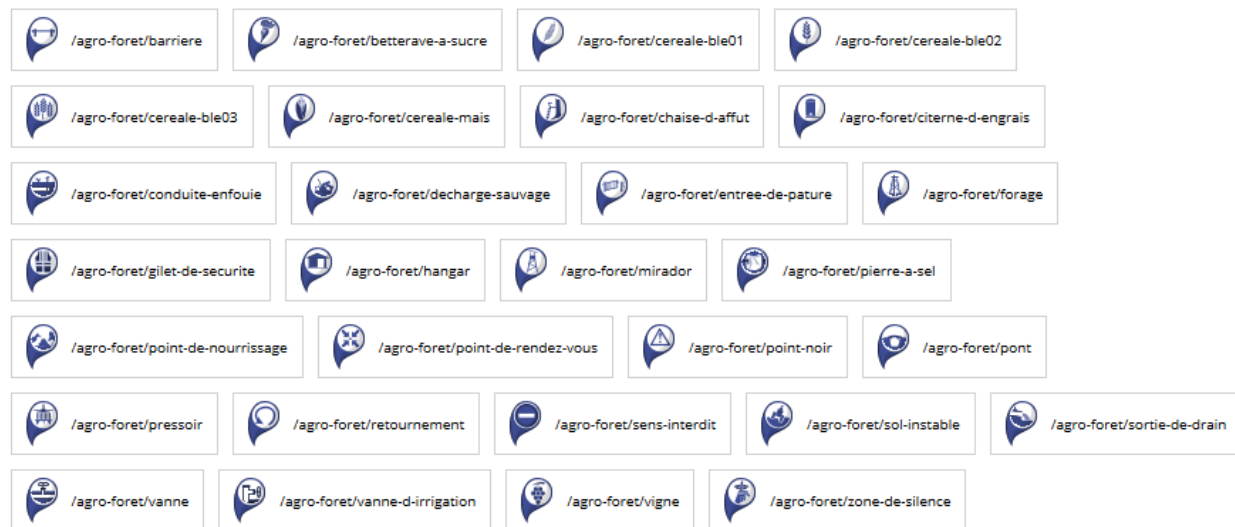 /agro-foret/barriere /agro-foret/betterave-a-sucre /agro-foret/cereale-ble01 /agro-foret/cereale-ble02
/agro-foret/cereale-ble03 /agro-foret/cereale-mais /agro-foret/chaise-d-affut /agro-foret/citerne-d-engrais
/agro-foret/conduite-enfouie /agro-foret/decharge-sauvage /agro-foret/entree-de-pature /agro-foret/forage
/agro-foret/gilet-de-securite /agro-foret/hangar /agro-foret/mirador /agro-foret/pierre-a-sel
/agro-foret/point-de-nourrissage /agro-foret/point-de-rendez-vous /agro-foret/point-noir /agro-foret/pont
/agro-foret/pressoir /agro-foret/retournement /agro-foret/sens-interdit /agro-foret/sol-instable /agro-foret/sortie-de-drain
/agro-foret/vanne /agro-foret/vanne-d-irrigation /agro-foret/vigne /agro-foret/zone-de-silence